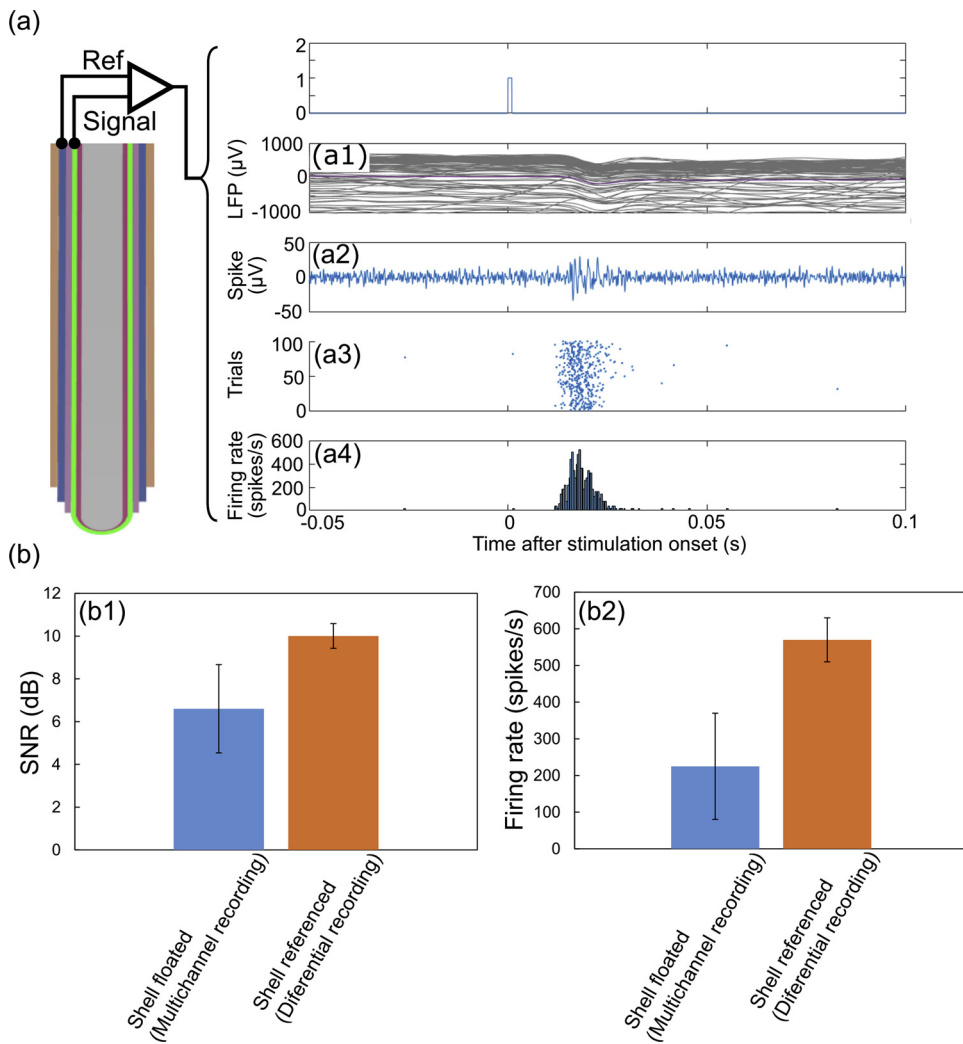 (a)
Ref
Signal
2
1
0
LFP (μV)
1000
0
-1000
(a1)
Spike
(μV)
50
0
-50
(a2)
Trials
100
50
0
(a3)
Firing rate
(spikes/s)
600
400
200
0
(a4)
-0.05
0
0.05
0.1
Time after stimulation onset (s)
(b)
(b1)
SNR (dB)
12
10
8
6
4
2
0
Shell floated
(Multichannel recording)
Shell referenced
(Diferential recording)
(b2)
Firing rate (spikes/s)
700
600
500
400
300
200
100
0
Shell floated
(Multichannel recording)
Shell referenced
(Diferential recording)